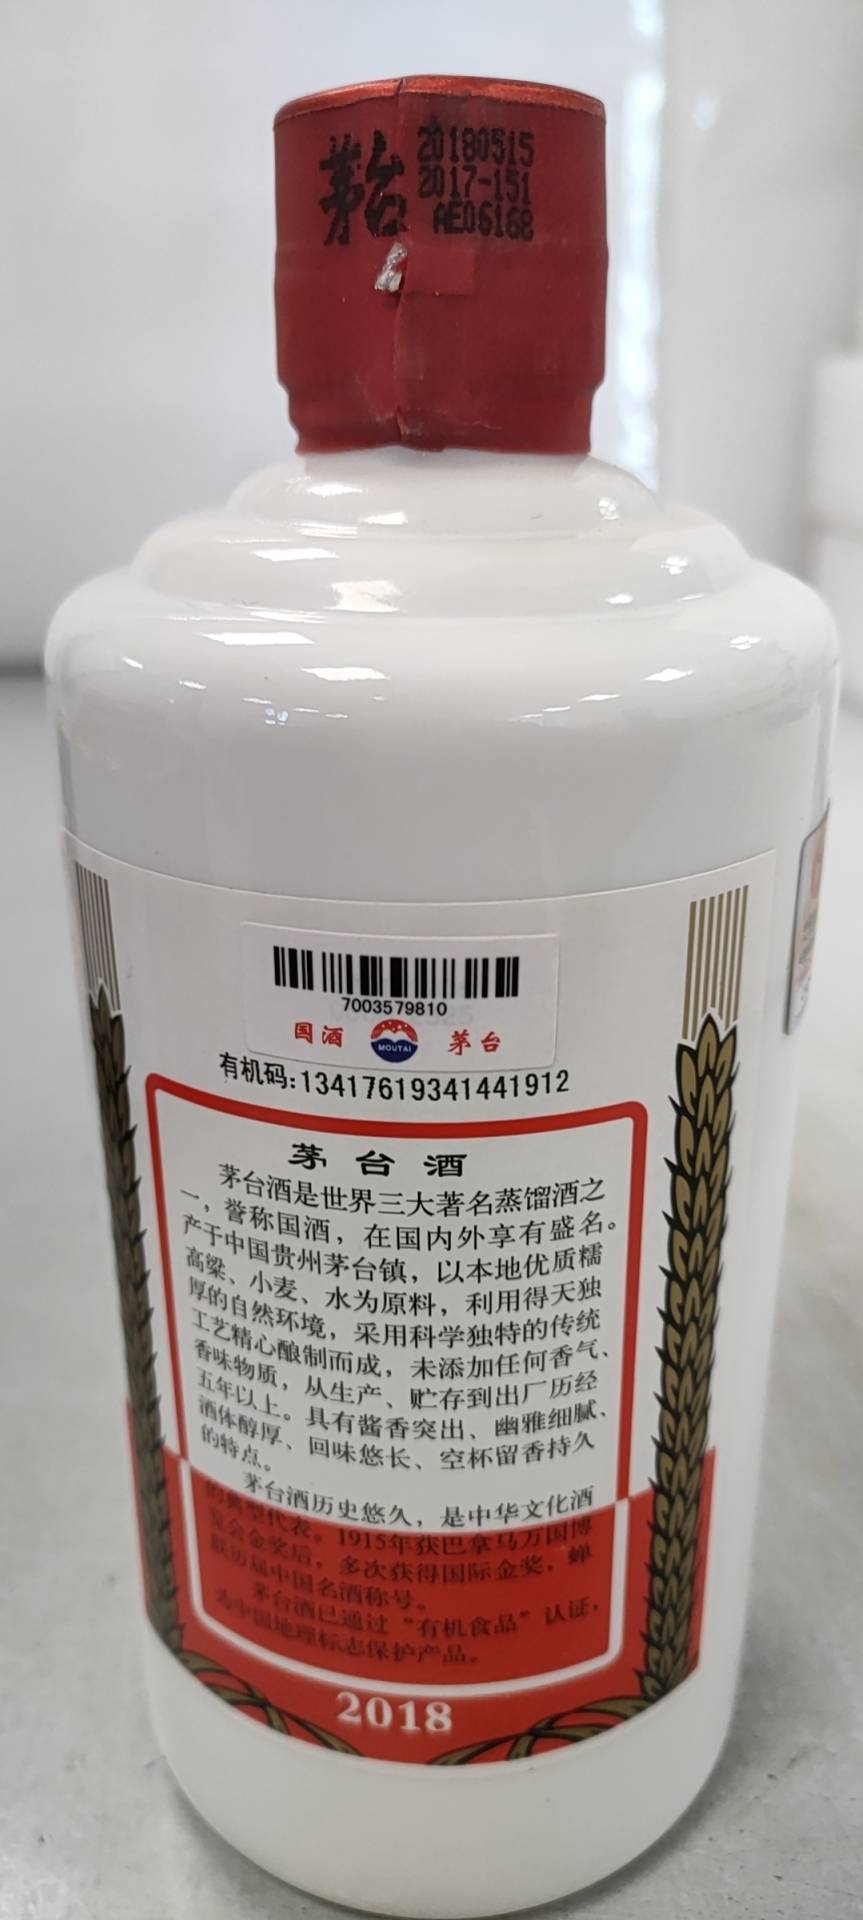 茅台
20180515
2017-151
AE06168
7003579810
国酒 MOUTAI 茅台
有机码:13417619341441912
茅台酒
茅台酒是世界三大著名蒸馏酒之
一，誉称国酒，在国内外享有盛名。
产于中国贵州茅台镇，以本地优质糯
高粱、小麦、水为原料，利用得天独
厚的自然环境，采用科学独特的传统
工艺精心酿制而成，未添加任何香气、
香味物质，从生产、贮存到出厂历经
五年以上。具有酱香突出、幽雅细腻、
酒体醇厚、回味悠长、空杯留香持久
的特点。
茅台酒历史悠久，是中华文化酒
的典型代表。1915年获巴拿马万国博
览会金奖后，多次获得国际金奖，蝉
联历届中国名酒称号。
茅台酒已通过“有机食品”认证，
为中国地理标志保护产品。
2018